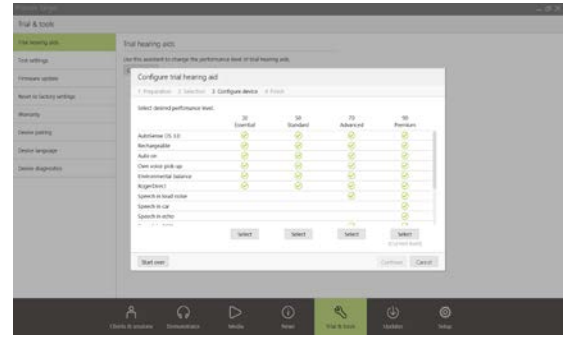 Trial & tools
Trial hearing aids
Trial hearing aids
Test settings
Use this assistant to change the performance level of trial hearing aids.
Firmware update
Configure trial hearing aid
1. Preparation 2. Selection 3. Configure device 4. Finish
Reset to factory settings
Select desired performance level.
Warranty
30 50 70 90
Essential Standard Advanced Premium
Device pairing
AutoSense OS 3.0
Rechargeable
Device language
Auto on
Own voice pick-up
Device diagnostics
Environmental balance
RogerDirect
Speech in loud noise
Speech in car
Speech in echo
Select Select Select Select
(Current level)
Start over Continue Cancel
Clients & sessions Demonstrator Media News Trial & tools Updates Setup